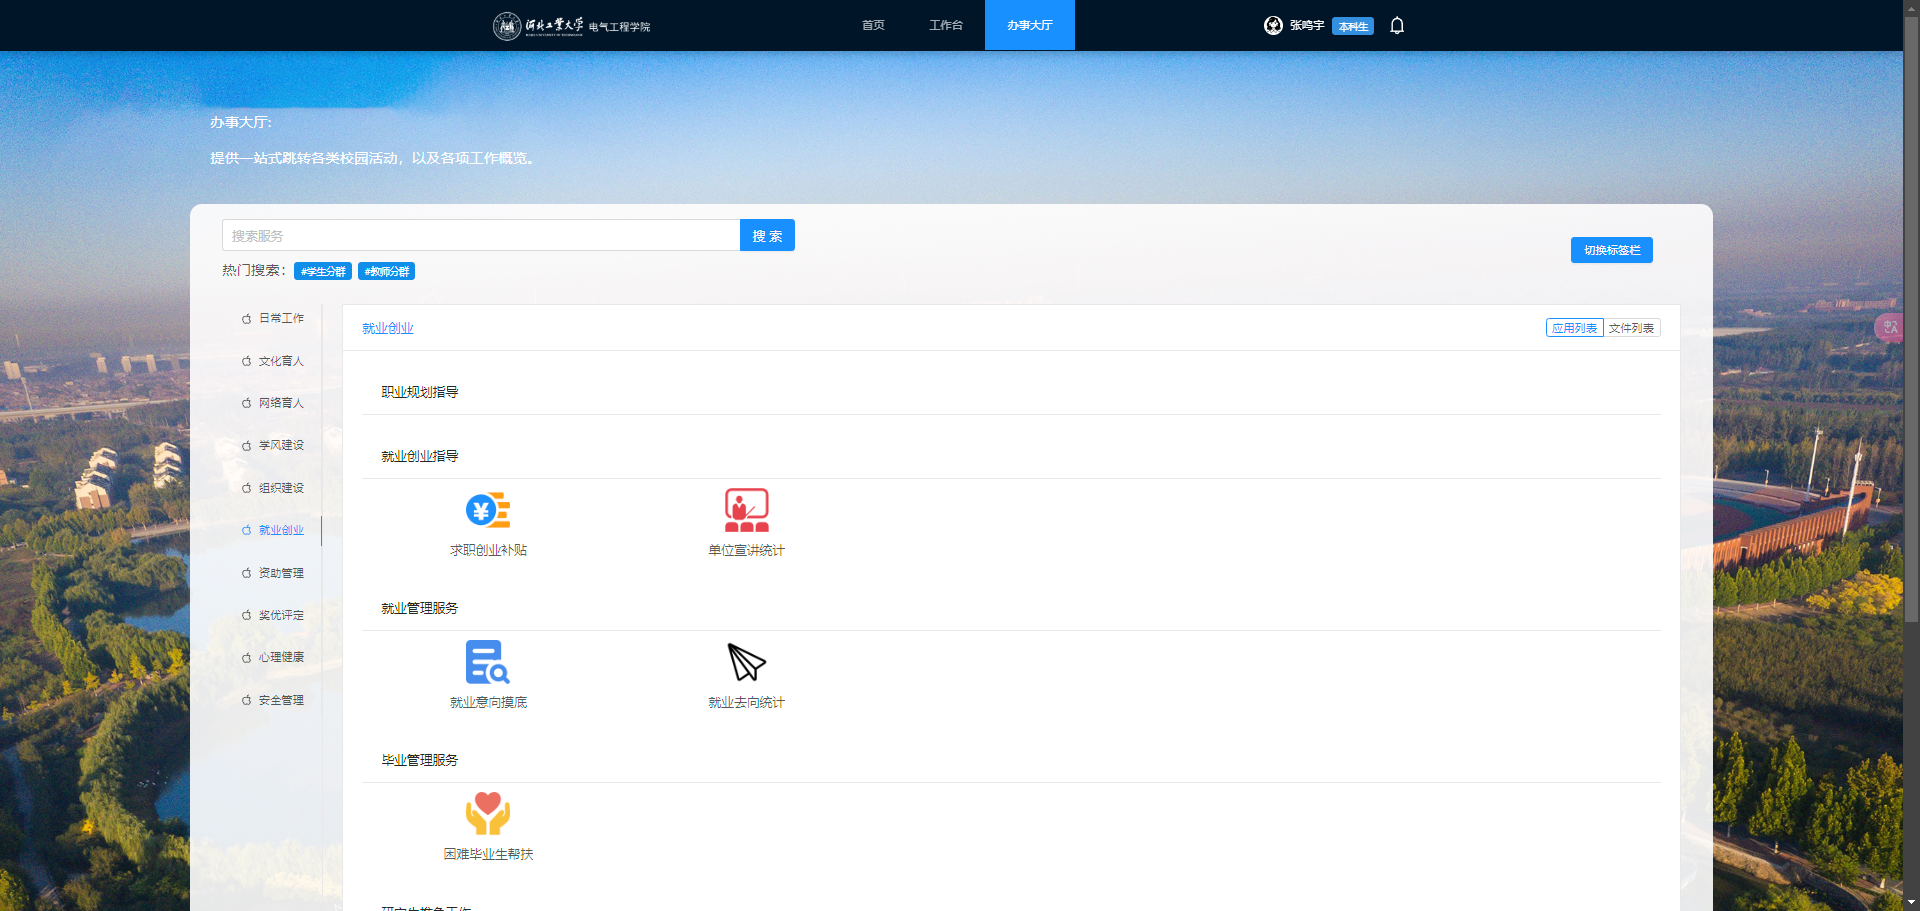 河北工业大学 电气工程学院
首页
工作台
办事大厅
张鸣宇
本科生
办事大厅:
提供一站式跳转各类校园活动，以及各项工作概览。
搜索服务
搜 索
切换标签栏
热门搜索：
#学生分群
#教师分群
日常工作
文化育人
网络育人
学风建设
组织建设
就业创业
资助管理
奖优评定
心理健康
安全管理
就业创业
应用列表
文件列表
职业规划指导
就业创业指导
求职创业补贴
单位宣讲统计
就业管理服务
就业意向摸底
就业去向统计
毕业管理服务
困难毕业生帮扶